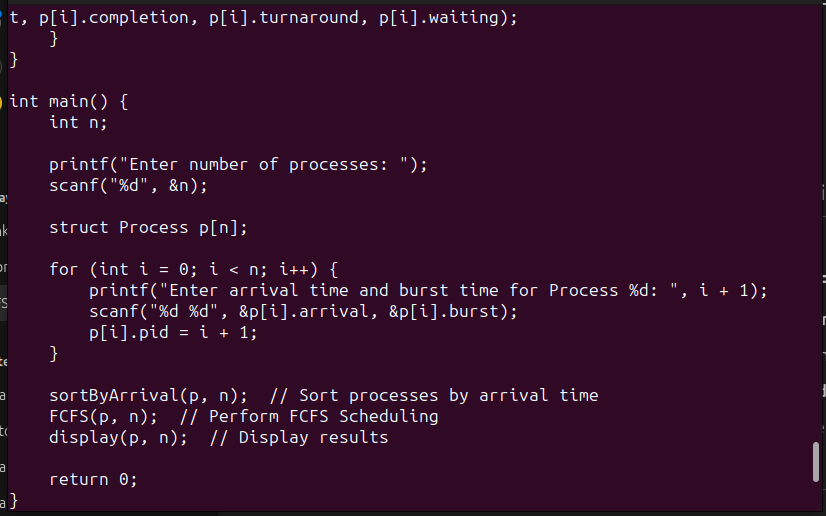 t, p[i].completion, p[i].turnaround, p[i].waiting);
    }
}

int main() {
    int n;

    printf("Enter number of processes: ");
    scanf("%d", &n);

    struct Process p[n];

    for (int i = 0; i < n; i++) {
        printf("Enter arrival time and burst time for Process %d: ", i + 1);
        scanf("%d %d", &p[i].arrival, &p[i].burst);
        p[i].pid = i + 1;
    }

    sortByArrival(p, n);  // Sort processes by arrival time
    FCFS(p, n);  // Perform FCFS Scheduling
    display(p, n);  // Display results

    return 0;
}